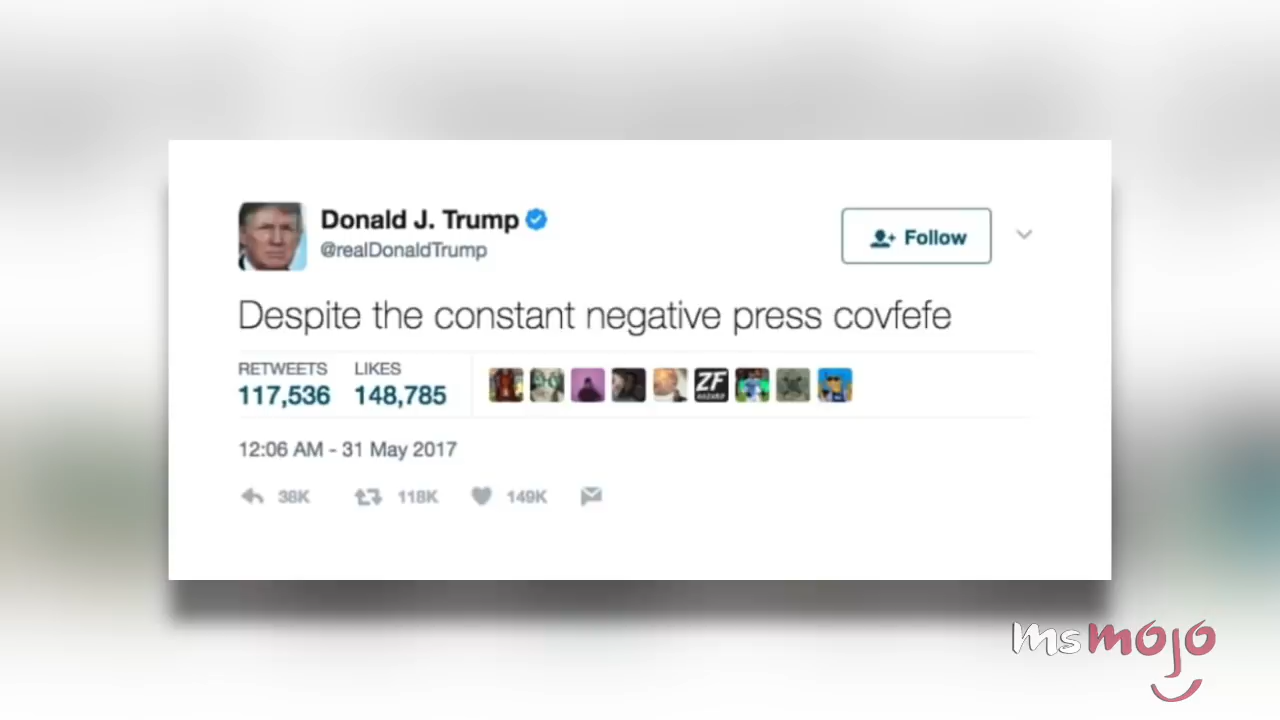 Donald J. Trump
@realDonaldTrump
Follow
Despite the constant negative press covfefe
RETWEETS LIKES
117,536 148,785
ZF
12:06 AM - 31 May 2017
38K 118K 149K
msmojo